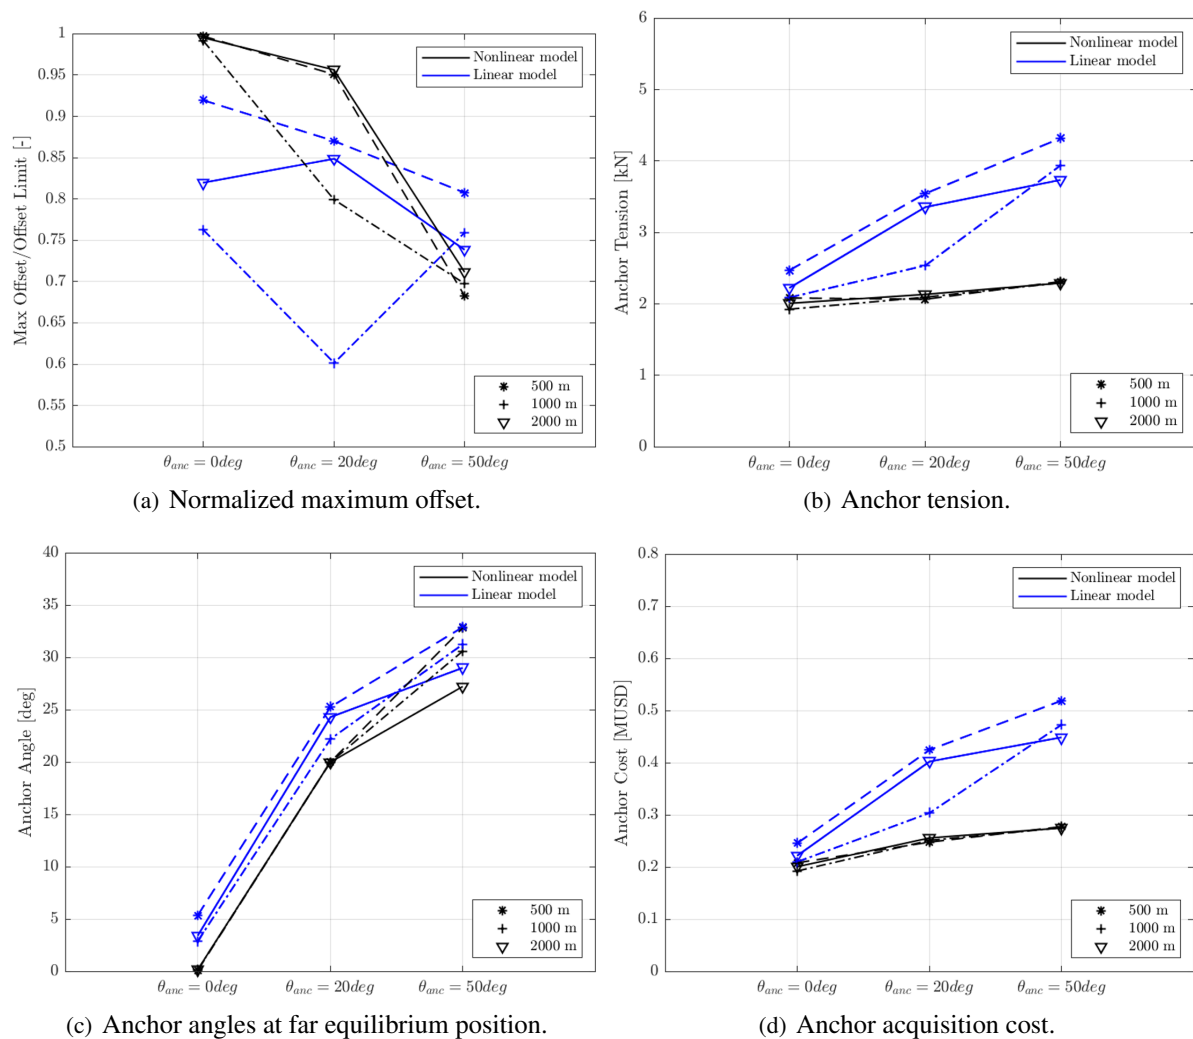 1
0.95
0.9
0.85
0.8
0.75
0.7
0.65
0.6
0.55
0.5
Max Offset/Offset Limit [-]
Nonlinear model
Linear model
500 m
1000 m
2000 m
θanc = 0deg θanc = 20deg θanc = 50deg
(a) Normalized maximum offset.
6
5
4
3
2
1
0
Anchor Tension [kN]
Nonlinear model
Linear model
500 m
1000 m
2000 m
θanc = 0deg θanc = 20deg θanc = 50deg
(b) Anchor tension.
40
35
30
25
20
15
10
5
0
Anchor Angle [deg]
Nonlinear model
Linear model
500 m
1000 m
2000 m
θanc = 0deg θanc = 20deg θanc = 50deg
(c) Anchor angles at far equilibrium position.
0.8
0.7
0.6
0.5
0.4
0.3
0.2
0.1
0
Anchor Cost [MUSD]
Nonlinear model
Linear model
500 m
1000 m
2000 m
θanc = 0deg θanc = 20deg θanc = 50deg
(d) Anchor acquisition cost.